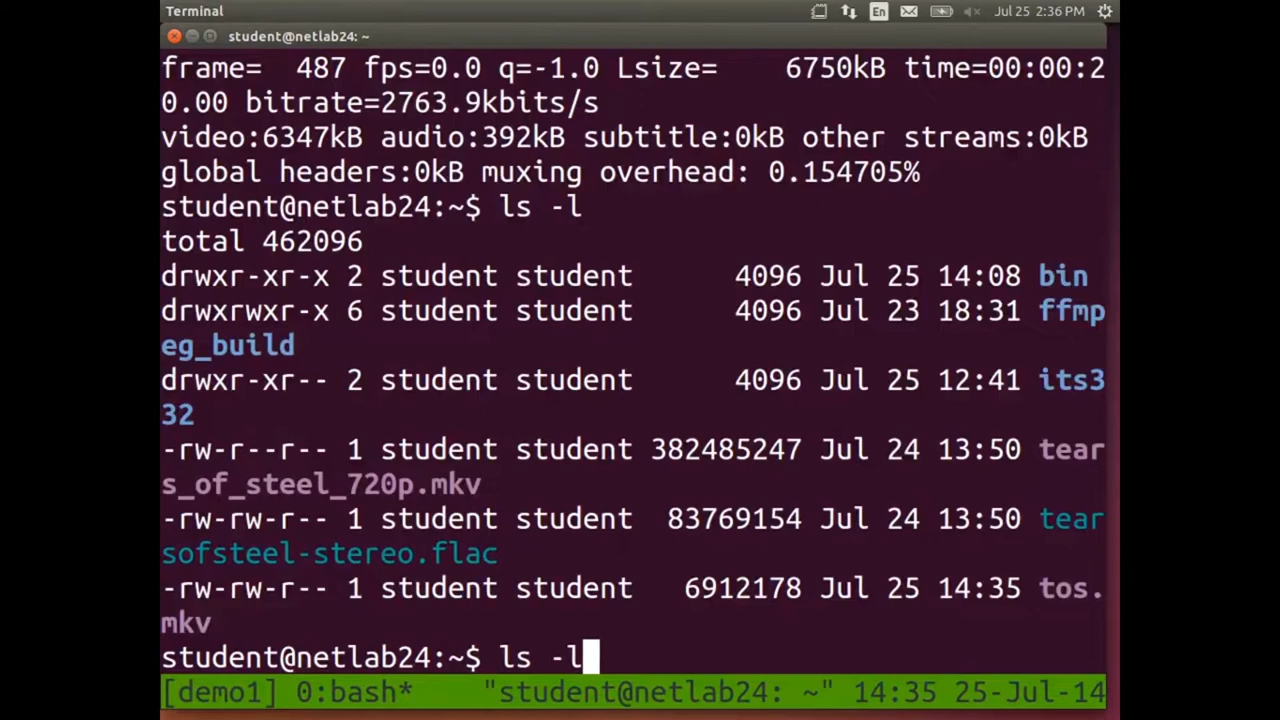 Terminal
En
Jul 25 2:36 PM
student@netlab24: ~
frame=  487 fps=0.0 q=-1.0 Lsize=    6750kB time=00:00:2
0.00 bitrate=2763.9kbits/s
video:6347kB audio:392kB subtitle:0kB other streams:0kB
global headers:0kB muxing overhead: 0.154705%
student@netlab24:~$ ls -l
total 462096
drwxr-xr-x 2 student student      4096 Jul 25 14:08 bin
drwxrwxr-x 6 student student      4096 Jul 23 18:31 ffmp
eg_build
drwxr-xr-- 2 student student      4096 Jul 25 12:41 its3
32
-rw-r--r-- 1 student student 382485247 Jul 24 13:50 tear
s_of_steel_720p.mkv
-rw-rw-r-- 1 student student  83769154 Jul 24 13:50 tear
sofsteel-stereo.flac
-rw-rw-r-- 1 student student   6912178 Jul 25 14:35 tos.
mkv
student@netlab24:~$ ls -l
[demo1] 0:bash*    "student@netlab24: ~" 14:35 25-Jul-14